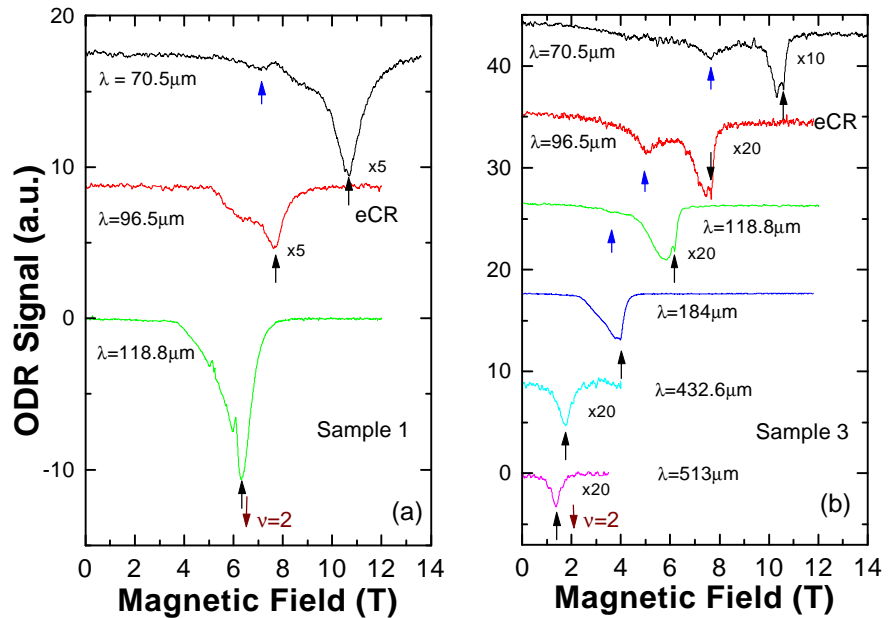 ODR Signal (a.u.)
20
10
0
-10
λ = 70.5μm
x5
eCR
λ=96.5μm
x5
λ=118.8μm
Sample 1
ν=2
(a)
0 2 4 6 8 10 12 14
Magnetic Field (T)
40
30
20
10
0
λ=70.5μm
x10
eCR
λ=96.5μm
x20
λ=118.8μm
x20
λ=184μm
λ=432.6μm
x20
Sample 3
λ=513μm
x20
ν=2
(b)
0 2 4 6 8 10 12 14
Magnetic Field (T)